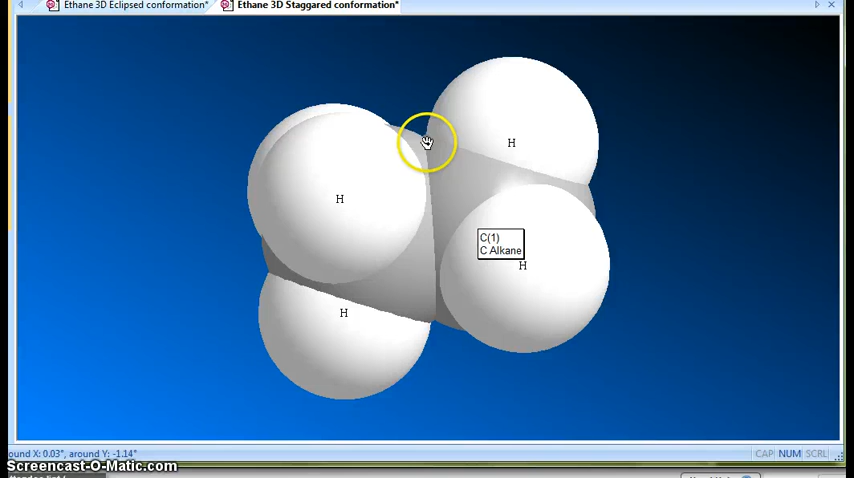 Ethane 3D Eclipsed conformation* Ethane 3D Staggared conformation*
H
H
C(1)
C Alkane
H
H
ound X: 0.03°, around Y: -1.14° CAP NUM SCRL
Screencast-O-Matic.com